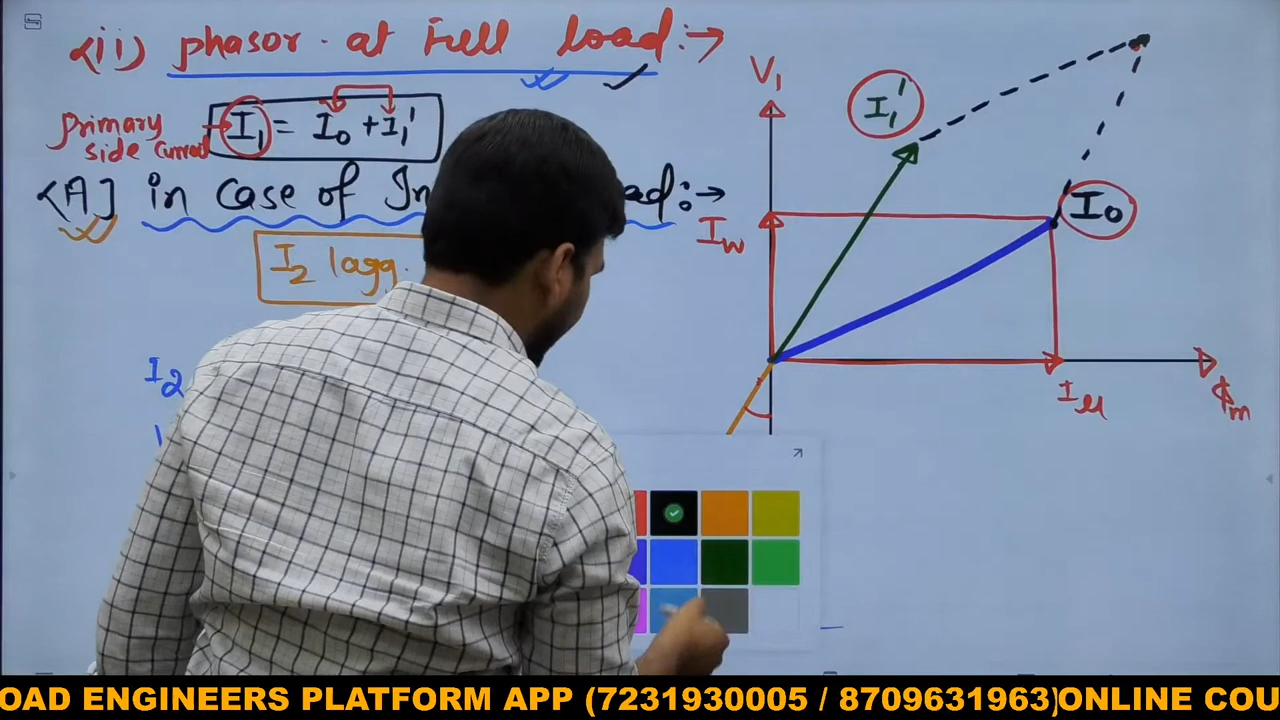 (ii) phasor. at Full load:→
primary side current
I₁ = I₀ + I₁'
(A] in Case of In ad:→
I₂ lagg.
I₂
V₁
I₁'
I₀
Iw
Iμ
ϕm
OAD ENGINEERS PLATFORM APP (7231930005 / 8709631963)ONLINE COU